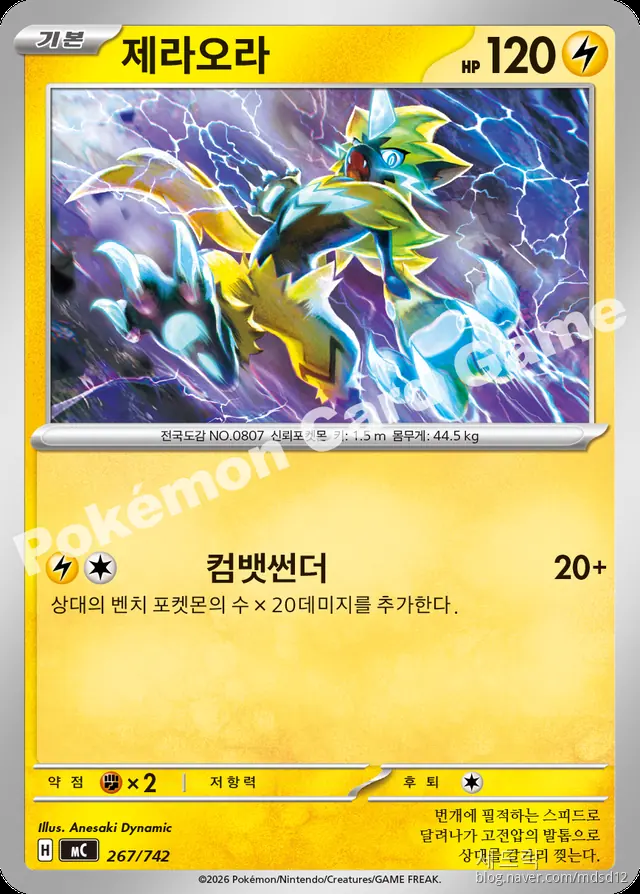 기본 제라오라 HP 120
전국도감 NO.0807 신뢰포켓몬 키: 1.5 m 몸무게: 44.5 kg
Pokémon Card Game
컴뱃썬더 20+
상대의 벤치 포켓몬의 수 × 20데미지를 추가한다.
약점 ×2 저항력 후퇴
Illus. Anesaki Dynamic
H MC 267/742
번개에 필적하는 스피드로
달려나가 고전압의 발톱으로
상대를 갈갈리 찢는다.
blog.naver.com/mdsd12
©2026 Pokémon/Nintendo/Creatures/GAME FREAK.